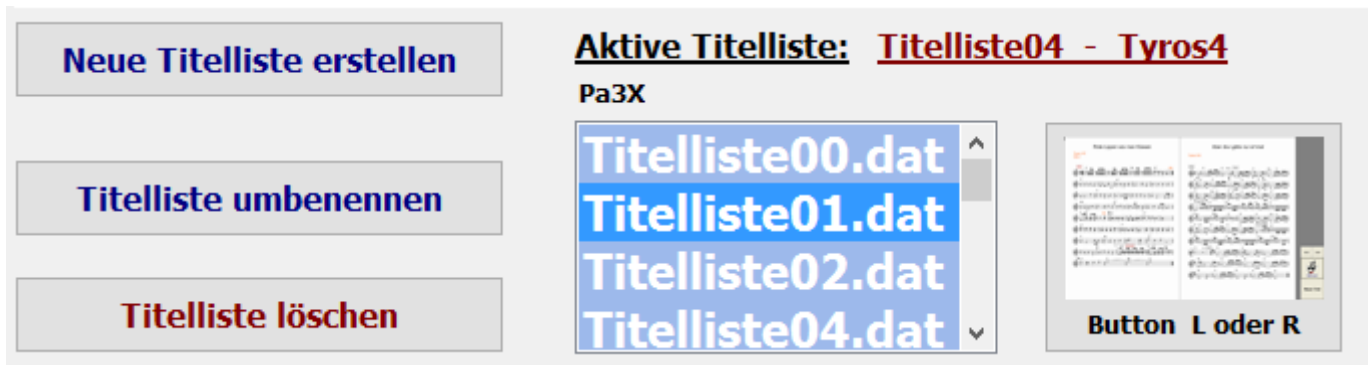 Neue Titelliste erstellen
Titelliste umbenennen
Titelliste löschen
Aktive Titelliste: Titelliste04 - Tyros4
Pa3X
Titelliste00.dat
Titelliste01.dat
Titelliste02.dat
Titelliste04.dat
Button L oder R